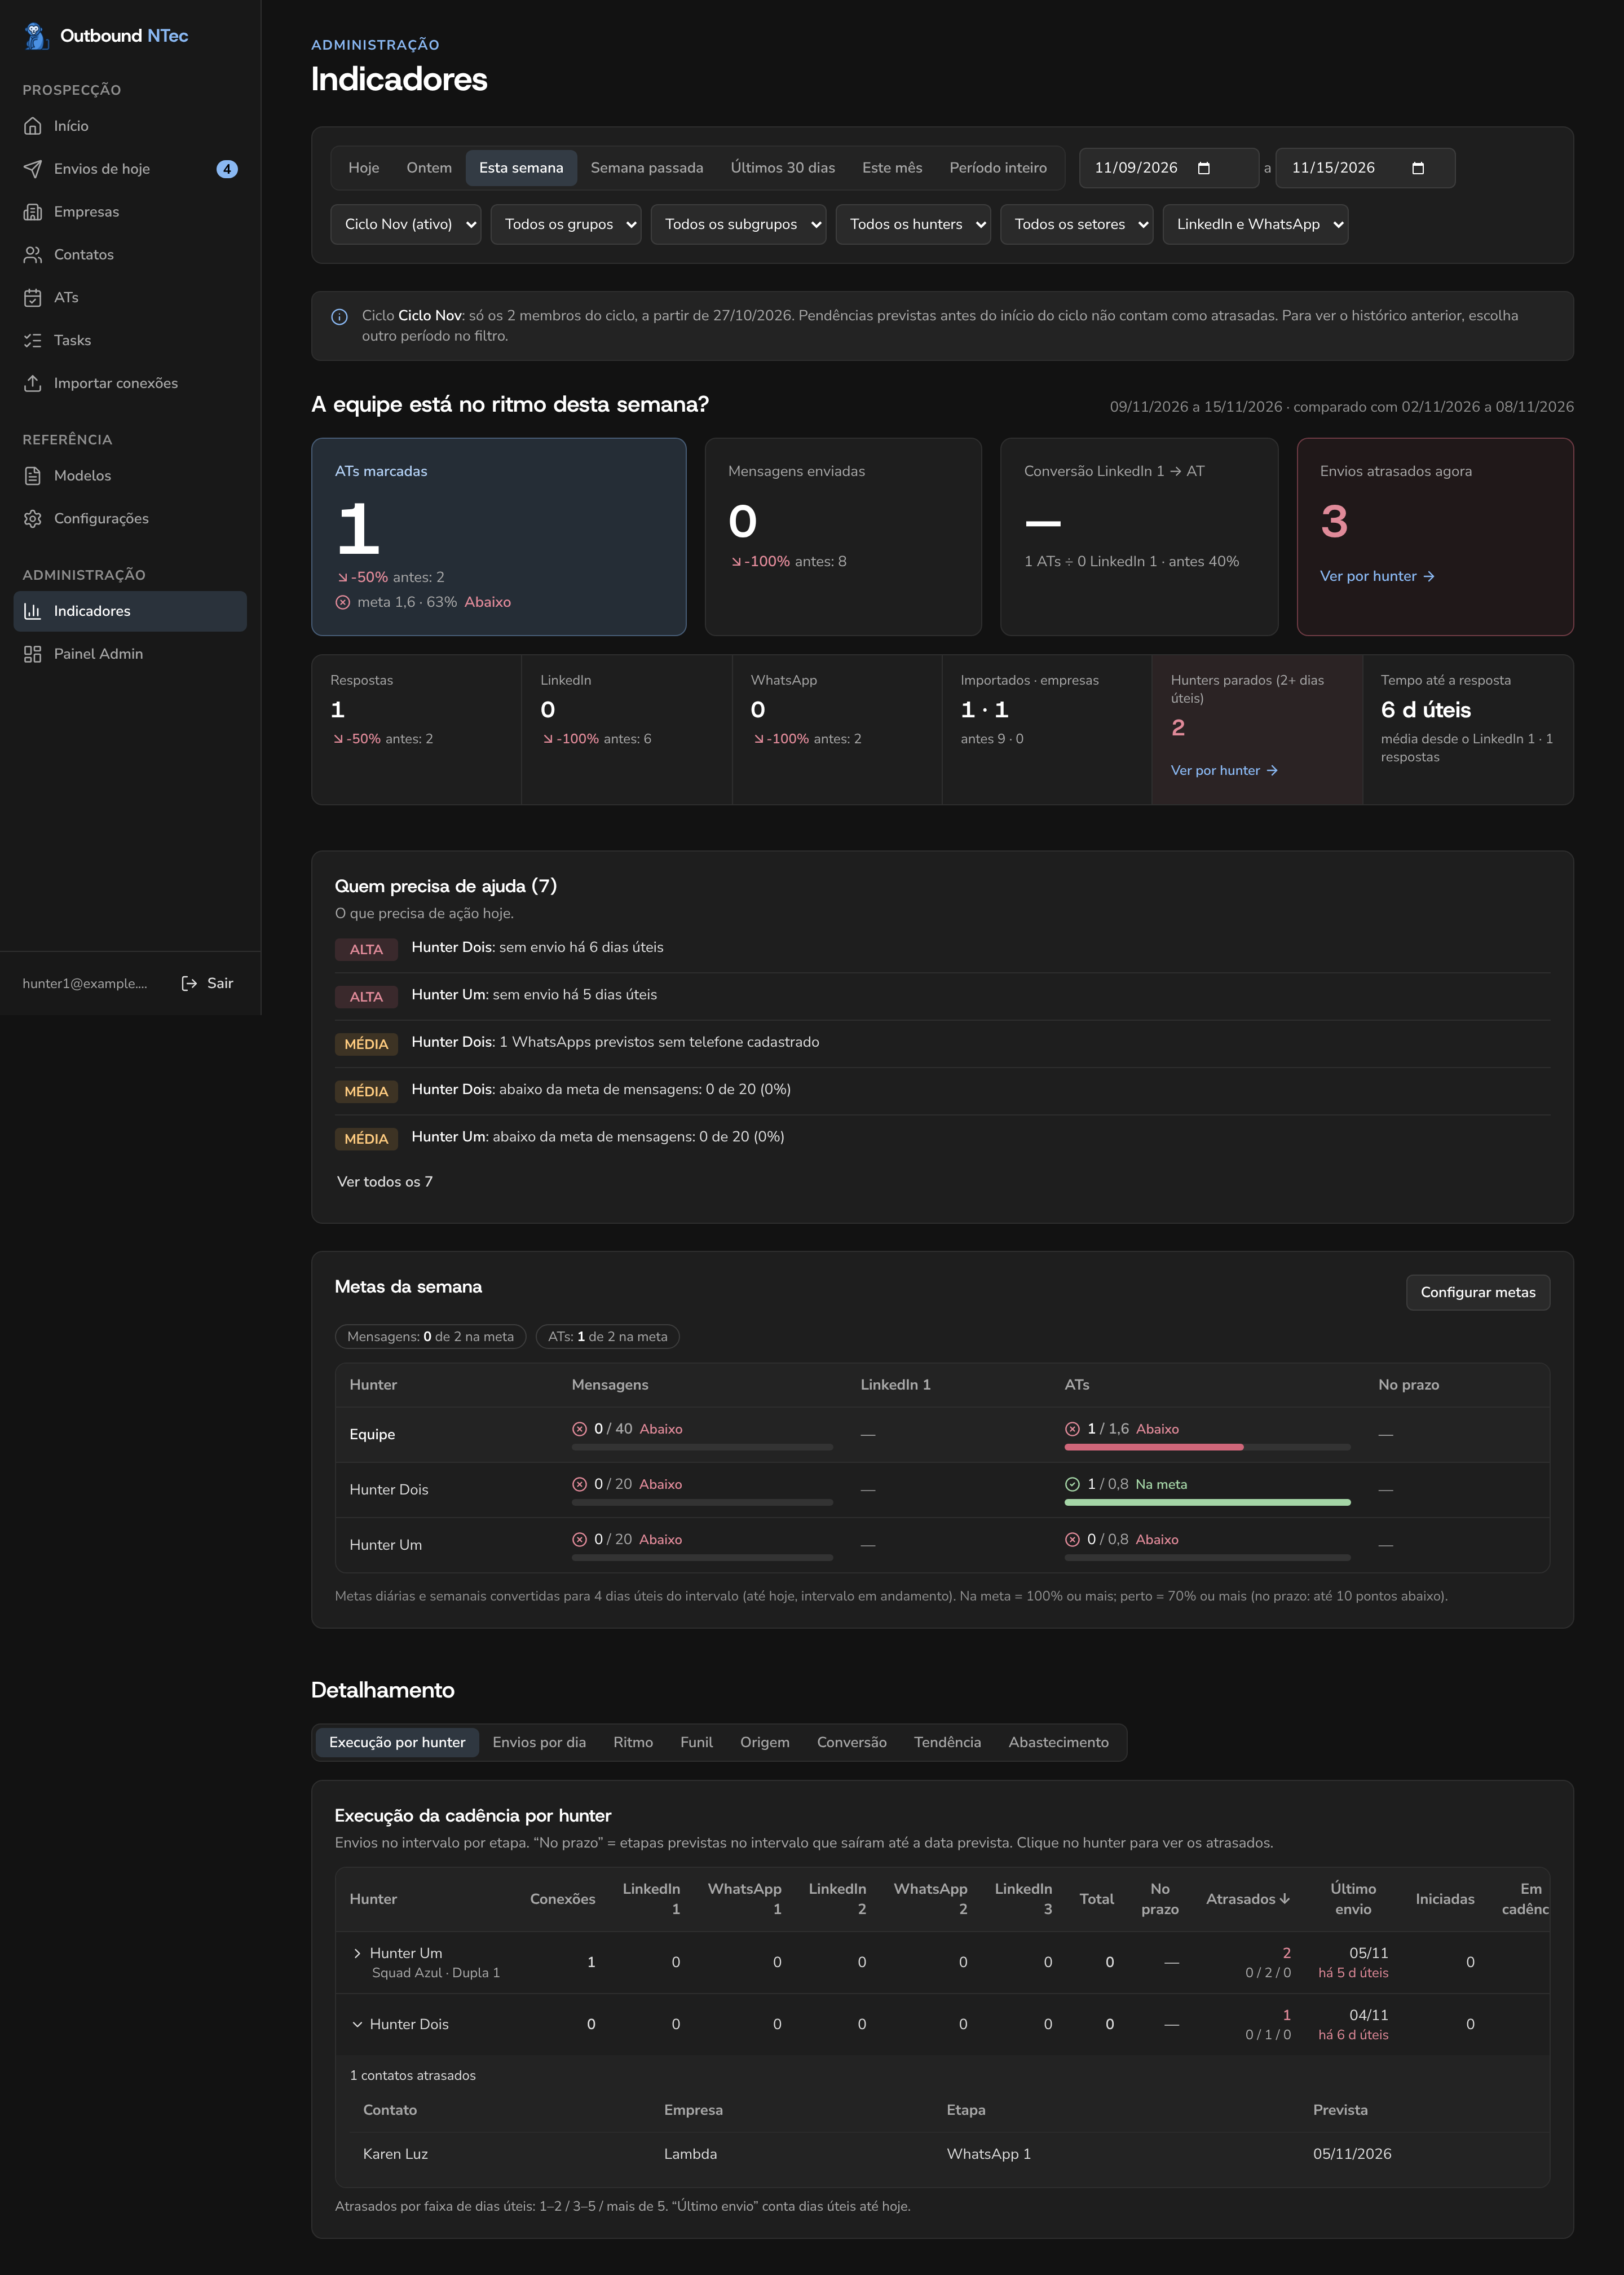 Outbound NTec
PROSPECÇÃO
Início
Envios de hoje 4
Empresas
Contatos
ATs
Tasks
Importar conexões
REFERÊNCIA
Modelos
Configurações
ADMINISTRAÇÃO
Indicadores
Painel Admin
hunter1@example.... Sair
ADMINISTRAÇÃO
Indicadores
Hoje Ontem Esta semana Semana passada Últimos 30 dias Este mês Período inteiro 11/09/2026 a 11/15/2026
Ciclo Nov (ativo) Todos os grupos Todos os subgrupos Todos os hunters Todos os setores LinkedIn e WhatsApp
Ciclo Ciclo Nov: só os 2 membros do ciclo, a partir de 27/10/2026. Pendências previstas antes do início do ciclo não contam como atrasadas. Para ver o histórico anterior, escolha
outro período no filtro.
A equipe está no ritmo desta semana? 09/11/2026 a 15/11/2026 · comparado com 02/11/2026 a 08/11/2026
ATs marcadas
1
↘-50% antes: 2
meta 1,6 · 63% Abaixo
Mensagens enviadas
0
↘-100% antes: 8
Conversão LinkedIn 1 → AT
—
1 ATs ÷ 0 LinkedIn 1 · antes 40%
Envios atrasados agora
3
Ver por hunter →
Respostas
1
↘-50% antes: 2
LinkedIn
0
↘-100% antes: 6
WhatsApp
0
↘-100% antes: 2
Importados · empresas
1 · 1
antes 9 · 0
Hunters parados (2+ dias
úteis)
2
Ver por hunter →
Tempo até a resposta
6 d úteis
média desde o LinkedIn 1 · 1
respostas
Quem precisa de ajuda (7)
O que precisa de ação hoje.
ALTA Hunter Dois: sem envio há 6 dias úteis
ALTA Hunter Um: sem envio há 5 dias úteis
MÉDIA Hunter Dois: 1 WhatsApps previstos sem telefone cadastrado
MÉDIA Hunter Dois: abaixo da meta de mensagens: 0 de 20 (0%)
MÉDIA Hunter Um: abaixo da meta de mensagens: 0 de 20 (0%)
Ver todos os 7
Metas da semana Configurar metas
Mensagens: 0 de 2 na meta ATs: 1 de 2 na meta
Hunter Mensagens LinkedIn 1 ATs No prazo
Equipe 0 / 40 Abaixo — 1 / 1,6 Abaixo —
Hunter Dois 0 / 20 Abaixo — 1 / 0,8 Na meta —
Hunter Um 0 / 20 Abaixo — 0 / 0,8 Abaixo —
Metas diárias e semanais convertidas para 4 dias úteis do intervalo (até hoje, intervalo em andamento). Na meta = 100% ou mais; perto = 70% ou mais (no prazo: até 10 pontos abaixo).
Detalhamento
Execução por hunter Envios por dia Ritmo Funil Origem Conversão Tendência Abastecimento
Execução da cadência por hunter
Envios no intervalo por etapa. “No prazo” = etapas previstas no intervalo que saíram até a data prevista. Clique no hunter para ver os atrasados.
Hunter Conexões LinkedIn 1 WhatsApp 1 LinkedIn 2 WhatsApp 2 LinkedIn 3 Total No prazo Atrasados ↓ Último envio Iniciadas Em cadênc
Hunter Um 1 0 0 0 0 0 0 — 2 05/11 0
Squad Azul · Dupla 1 0 / 2 / 0 há 5 d úteis
Hunter Dois 0 0 0 0 0 0 0 — 1 04/11 0
0 / 1 / 0 há 6 d úteis
1 contatos atrasados
Contato Empresa Etapa Prevista
Karen Luz Lambda WhatsApp 1 05/11/2026
Atrasados por faixa de dias úteis: 1–2 / 3–5 / mais de 5. “Último envio” conta dias úteis até hoje.